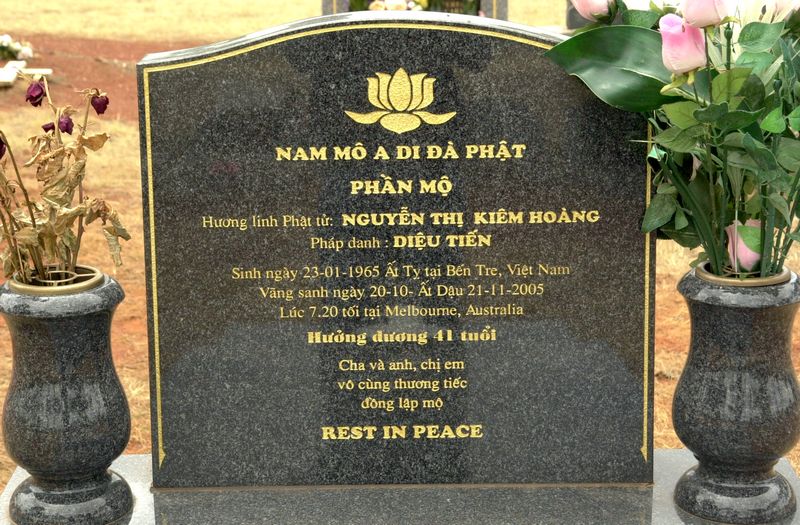 NAM MÔ A DI ĐÀ PHẬT
PHẦN MỘ
Hương linh Phật tử: NGUYỄN THỊ KIÊM HOÀNG
Pháp danh : DIỆU TIẾN
Sinh ngày 23-01-1965 Ất Tỵ tại Bến Tre, Việt Nam
Vãng sanh ngày 20-10- Ất Dậu 21-11-2005
Lúc 7.20 tối tại Melbourne, Australia
Hưởng dương 41 tuổi
Cha và anh, chị em
vô cùng thương tiếc
đồng lập mộ
REST IN PEACE